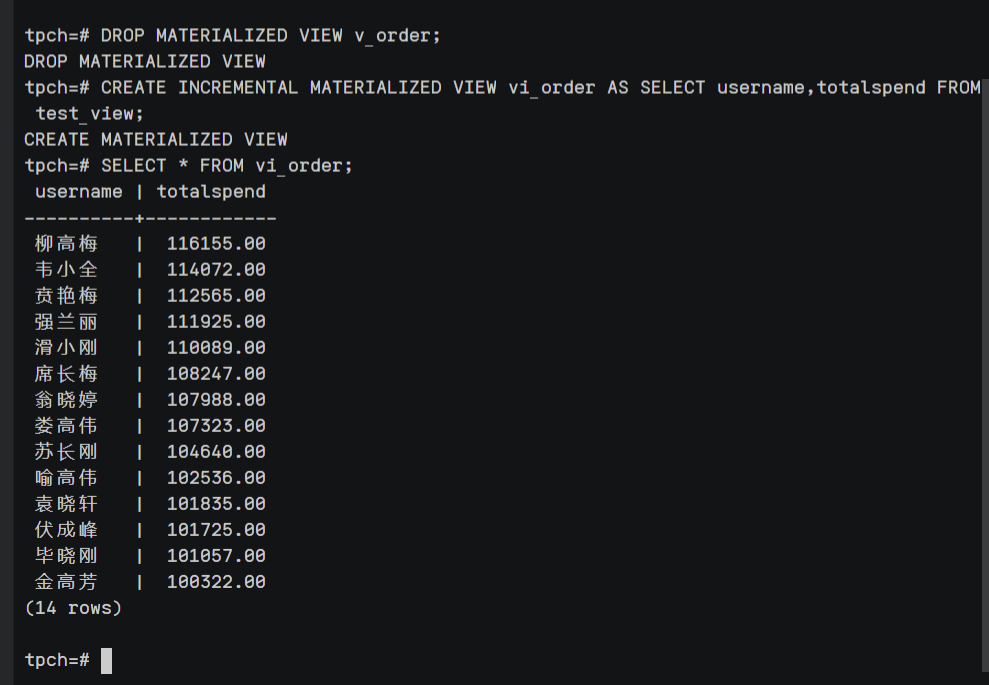 tpch=# DROP MATERIALIZED VIEW v_order;
DROP MATERIALIZED VIEW
tpch=# CREATE INCREMENTAL MATERIALIZED VIEW vi_order AS SELECT username,totalspend FROM
 test_view;
CREATE MATERIALIZED VIEW
tpch=# SELECT * FROM vi_order;
 username | totalspend
----------+------------
 柳高梅 | 116155.00
 韦小全 | 114072.00
 贲艳梅 | 112565.00
 强兰丽 | 111925.00
 滑小刚 | 110089.00
 席长梅 | 108247.00
 翁晓婷 | 107988.00
 娄高伟 | 107323.00
 苏长刚 | 104640.00
 喻高伟 | 102536.00
 袁晓轩 | 101835.00
 伏成峰 | 101725.00
 毕晓刚 | 101057.00
 金高芳 | 100322.00
(14 rows)
tpch=#